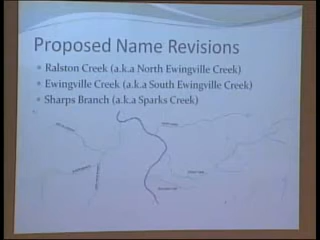 Proposed Name Revisions
• Ralston Creek (a.k.a North Ewingville Creek)
• Ewingville Creek (a.k.a South Ewingville Creek)
• Sharps Branch (a.k.a Sparks Creek)